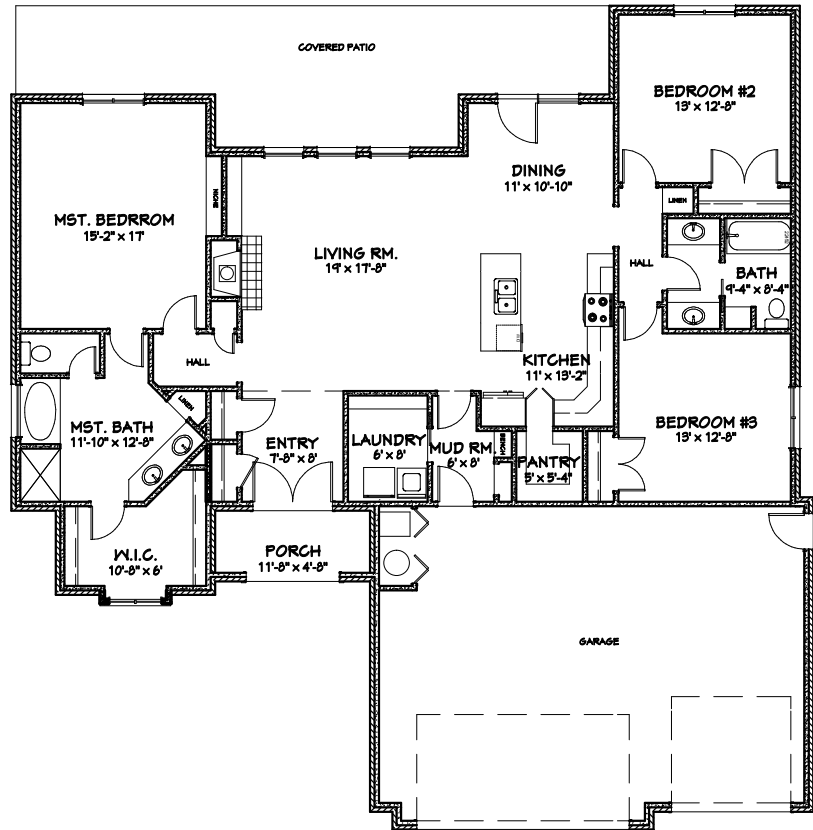 COVERED PATIO
BEDROOM #2
13' x 12'-8"
DINING
11' x 10'-10"
MST. BEDRROM
15'-2" x 17'
NICHE
LINEN
LIVING RM.
19' x 17'-8"
HALL
BATH
9'-4" x 8'-4"
HALL
KITCHEN
11' x 13'-2"
LINEN
MST. BATH
11'-10" x 12'-8"
ENTRY
7'-8" x 8'
LAUNDRY
6' x 8'
MUD RM.
6' x 8'
BENCH
PANTRY
5' x 5'-4"
BEDROOM #3
13' x 12'-8"
W.I.C.
10'-8" x 6'
PORCH
11'-8" x 4'-8"
GARAGE